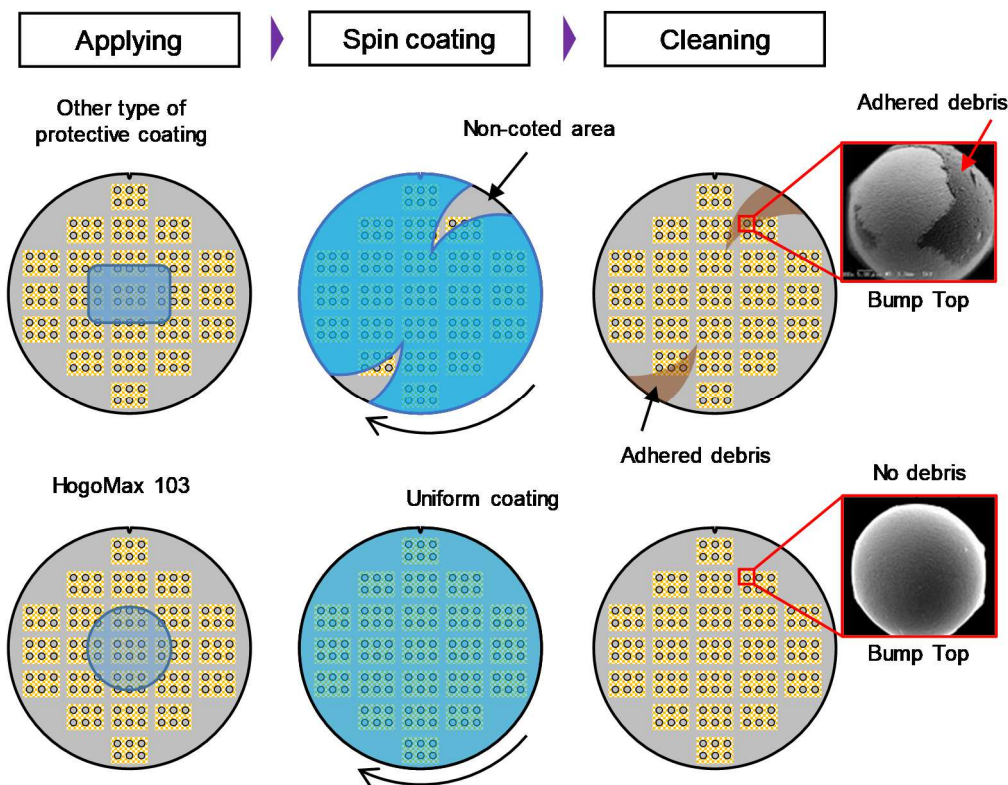 Applying
Spin coating
Cleaning
Other type of
protective coating
Non-coted area
Adhered debris
Bump Top
Adhered debris
HogoMax 103
Uniform coating
No debris
Bump Top